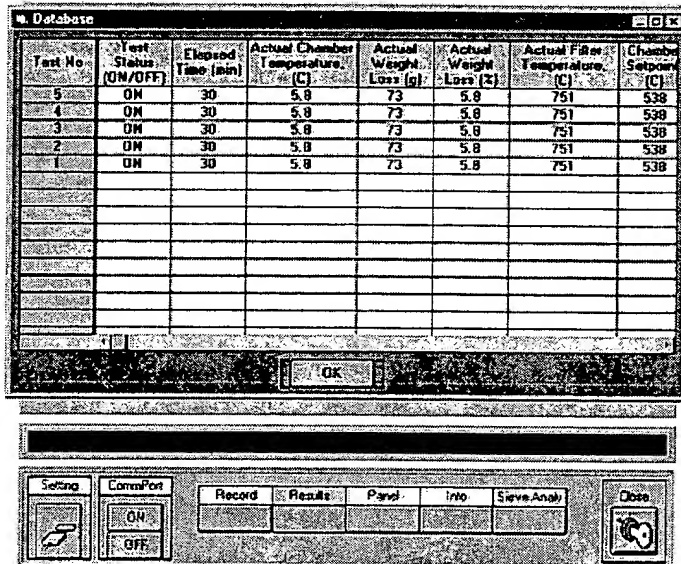 Database
Test No Test Status (ON/OFF) Elapsed Time (min) Actual Chamber Temperature (C) Actual Weight Loss (g) Actual Weight Loss (%) Actual Filter Temperature (C) Chamber Setpoint (C)
5 ON 30 5.8 73 5.8 751 538
4 ON 30 5.8 73 5.8 751 538
3 ON 30 5.8 73 5.8 751 538
2 ON 30 5.8 73 5.8 751 538
1 ON 30 5.8 73 5.8 751 538
OK
Setting CommPort Record Results Panel Info Sieve Analy Close
ON
OFF